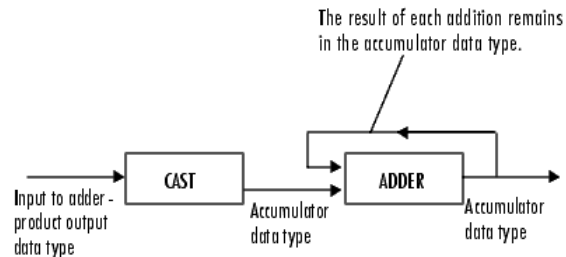 The result of each addition remains
in the accumulator data type.
CAST
ADDER
Input to adder -
product output
data type
Accumulator
data type
Accumulator
data type